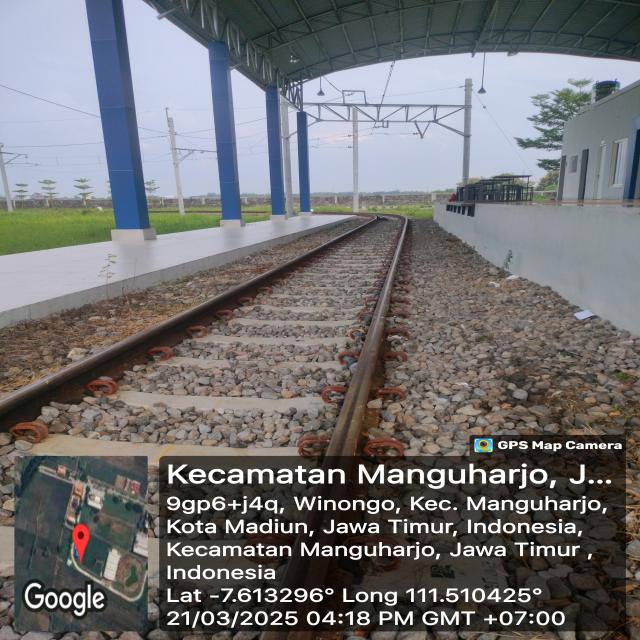 GPS Map Camera
Kecamatan Manguharjo, J...
9gp6+j4q, Winongo, Kec. Manguharjo,
Kota Madiun, Jawa Timur, Indonesia,
Kecamatan Manguharjo, Jawa Timur ,
Indonesia
Lat -7.613296° Long 111.510425°
21/03/2025 04:18 PM GMT +07:00
Google